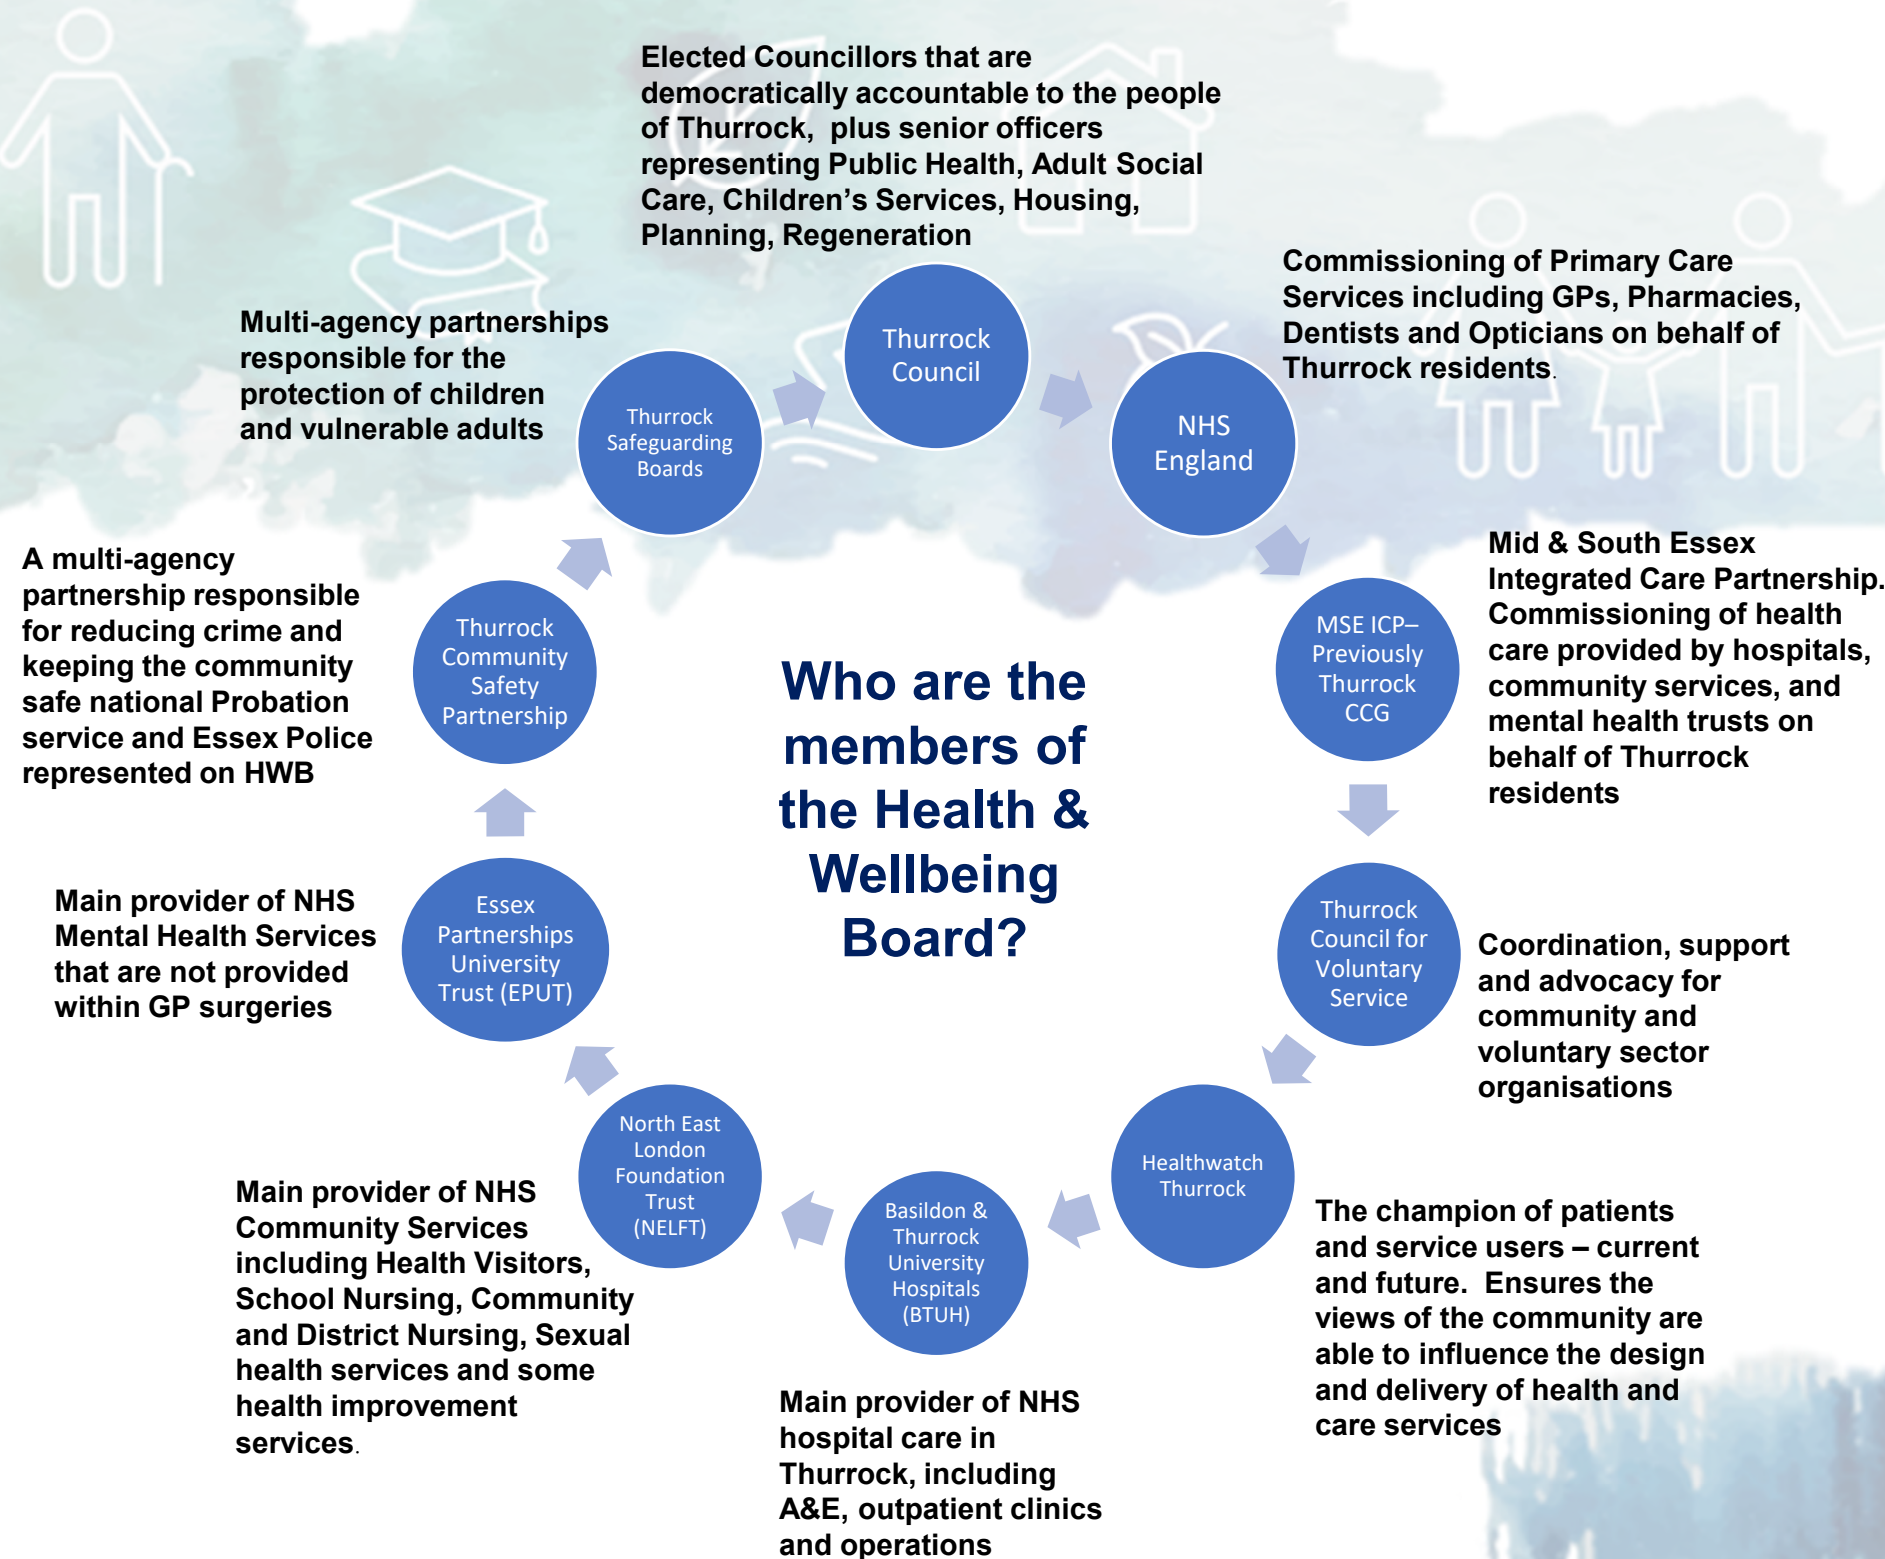 Elected Councillors that are
democratically accountable to the people
of Thurrock,  plus senior officers
representing Public Health, Adult Social
Care, Children’s Services, Housing,
Planning, Regeneration
Thurrock
Council
Commissioning of Primary Care
Services including GPs, Pharmacies,
Dentists and Opticians on behalf of
Thurrock residents.
NHS
England
Mid & South Essex
Integrated Care Partnership.
Commissioning of health
care provided by hospitals,
community services, and
mental health trusts on
behalf of Thurrock
residents
MSE ICP–
Previously
Thurrock
CCG
Thurrock
Council for
Voluntary
Service
Coordination, support
and advocacy for
community and
voluntary sector
organisations
Healthwatch
Thurrock
The champion of patients
and service users – current
and future.  Ensures the
views of the community are
able to influence the design
and delivery of health and
care services
Basildon &
Thurrock
University
Hospitals
(BTUH)
Main provider of NHS
hospital care in
Thurrock, including
A&E, outpatient clinics
and operations
North East
London
Foundation
Trust
(NELFT)
Main provider of NHS
Community Services
including Health Visitors,
School Nursing, Community
and District Nursing, Sexual
health services and some
health improvement
services.
Essex
Partnerships
University
Trust (EPUT)
Main provider of NHS
Mental Health Services
that are not provided
within GP surgeries
Thurrock
Community
Safety
Partnership
A multi-agency
partnership responsible
for reducing crime and
keeping the community
safe national Probation
service and Essex Police
represented on HWB
Thurrock
Safeguarding
Boards
Multi-agency partnerships
responsible for the
protection of children
and vulnerable adults
Who are the
members of
the Health &
Wellbeing
Board?